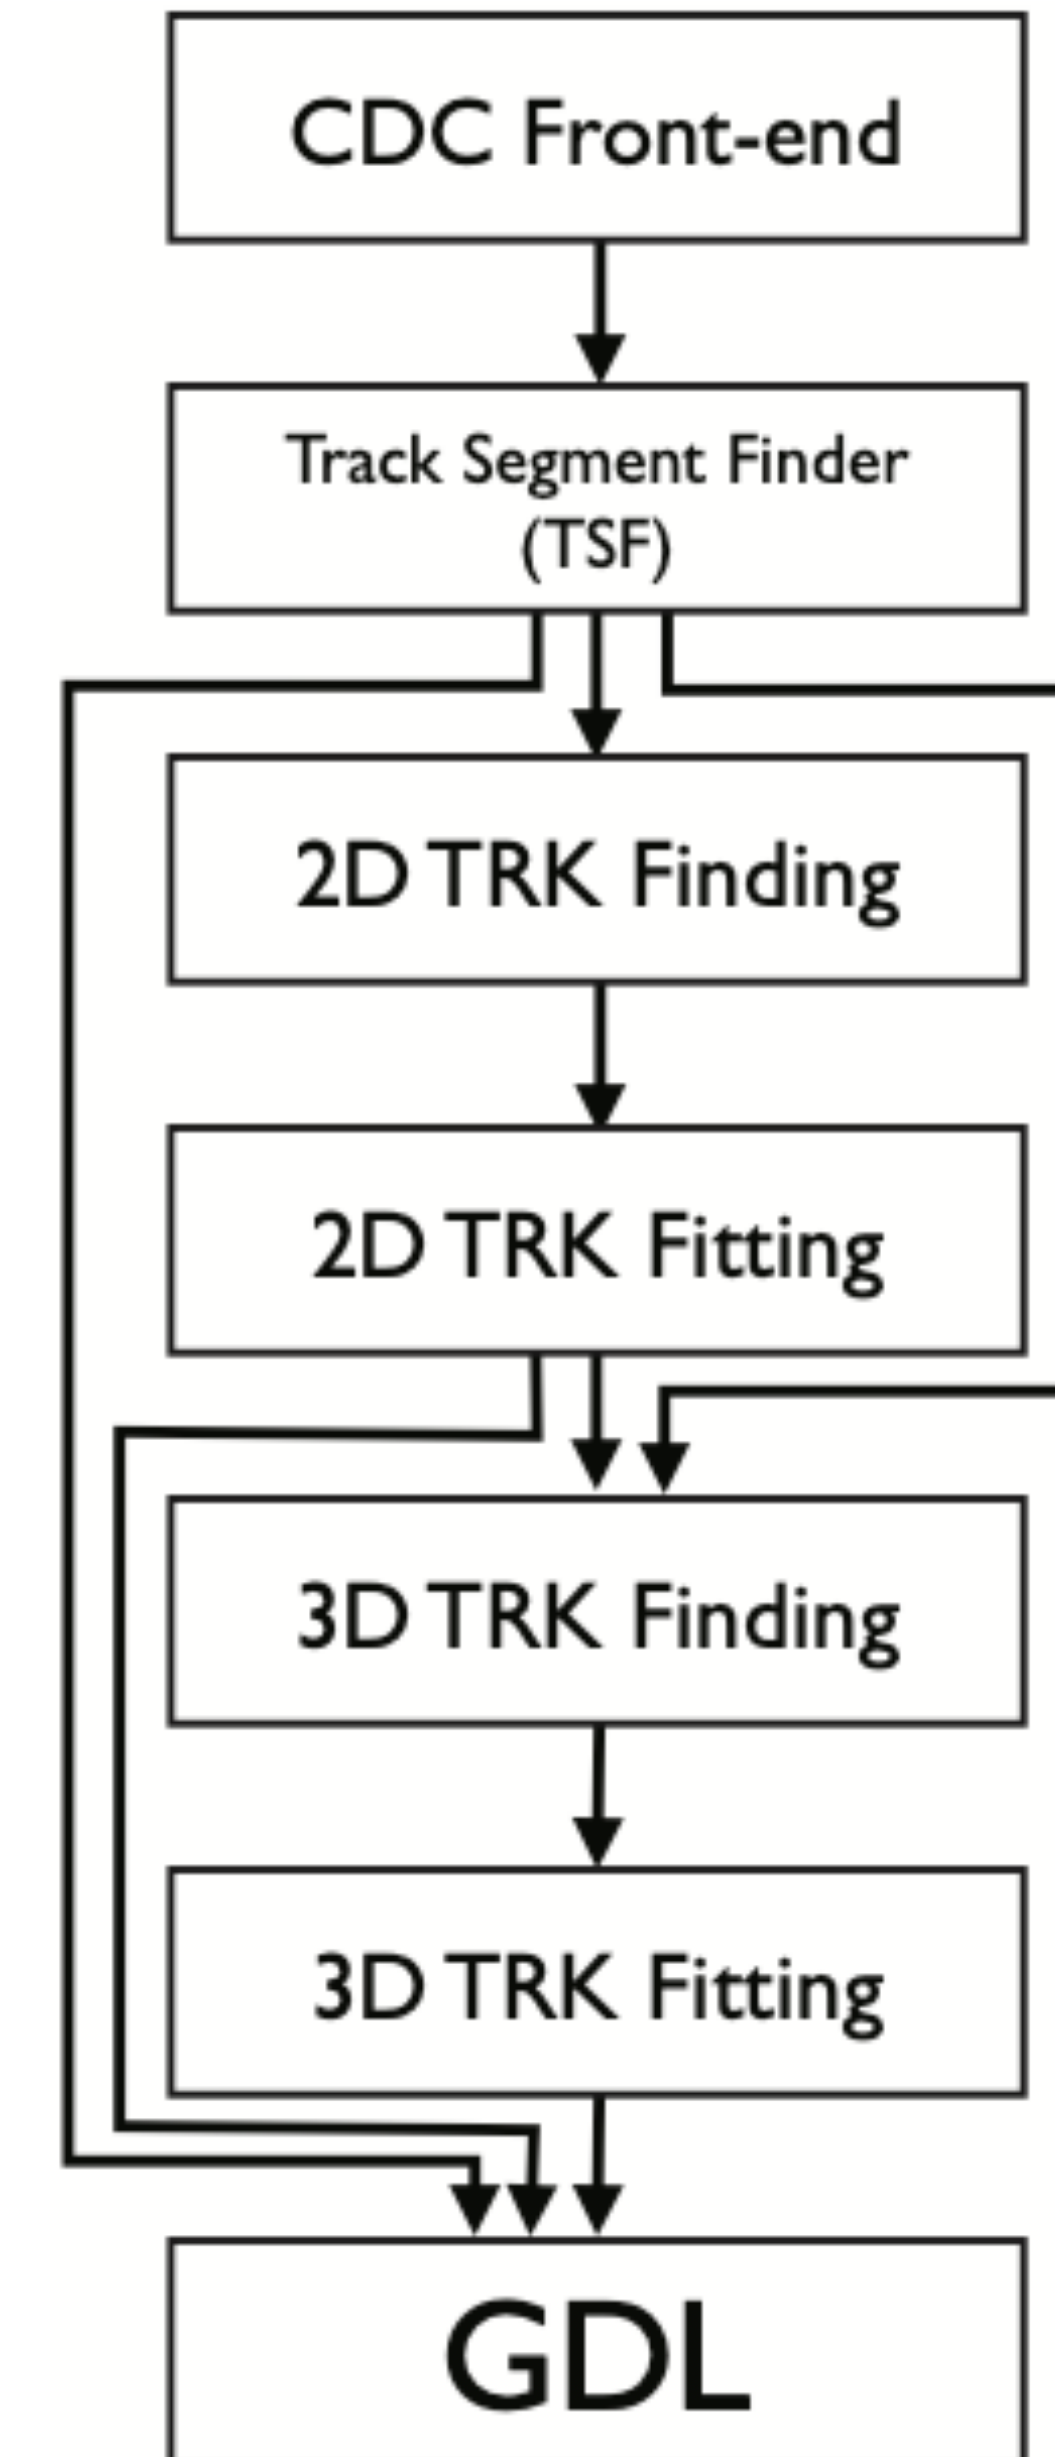 CDC Front-end
Track Segment Finder
(TSF)
2D TRK Finding
2D TRK Fitting
3D TRK Finding
3D TRK Fitting
GDL